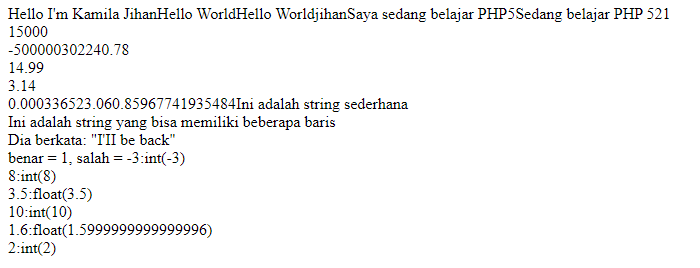 Hello I'm Kamila JihanHello WorldHello WorldjihanSaya sedang belajar PHP5Sedang belajar PHP 521
15000
-500000302240.78
14.99
3.14
0.000336523.060.85967741935484Ini adalah string sederhana
Ini adalah string yang bisa memiliki beberapa baris
Dia berkata: "I'II be back"
benar = 1, salah = -3:int(-3)
8:int(8)
3.5:float(3.5)
10:int(10)
1.6:float(1.5999999999999996)
2:int(2)